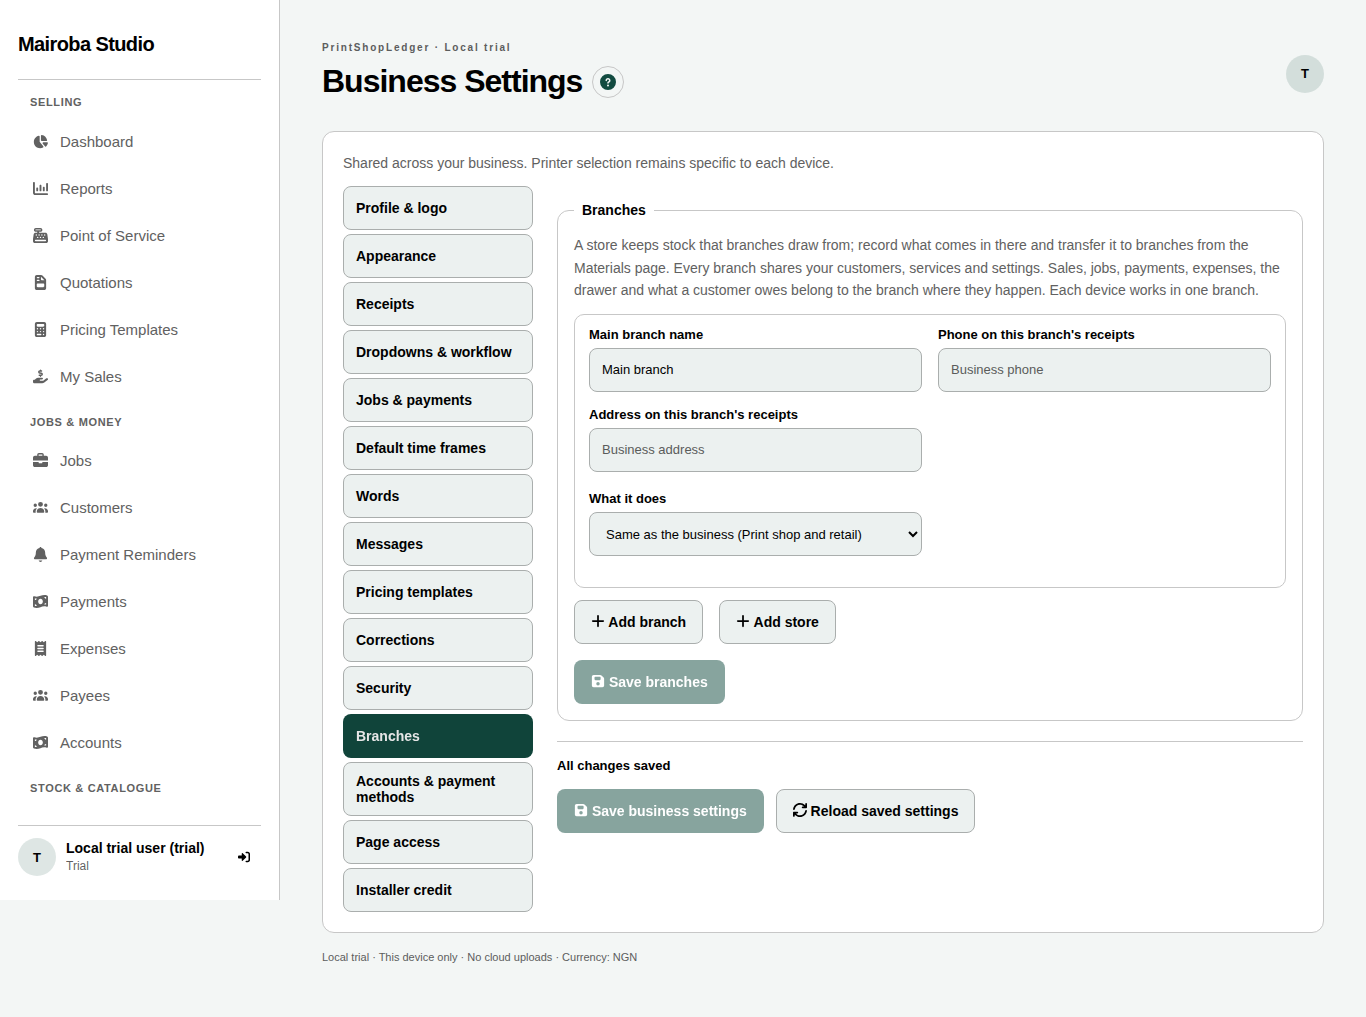 Mairoba Studio
SELLING
Dashboard
Reports
Point of Service
Quotations
Pricing Templates
My Sales
JOBS & MONEY
Jobs
Customers
Payment Reminders
Payments
Expenses
Payees
Accounts
STOCK & CATALOGUE
T
Local trial user (trial)
Trial
PrintShopLedger · Local trial
Business Settings
?
T
Shared across your business. Printer selection remains specific to each device.
Profile & logo
Appearance
Receipts
Dropdowns & workflow
Jobs & payments
Default time frames
Words
Messages
Pricing templates
Corrections
Security
Branches
Accounts & payment
methods
Page access
Installer credit
Branches
A store keeps stock that branches draw from; record what comes in there and transfer it to branches from the
Materials page. Every branch shares your customers, services and settings. Sales, jobs, payments, expenses, the
drawer and what a customer owes belong to the branch where they happen. Each device works in one branch.
Main branch name
Main branch
Phone on this branch's receipts
Business phone
Address on this branch's receipts
Business address
What it does
Same as the business (Print shop and retail)
Add branch
Add store
Save branches
All changes saved
Save business settings
Reload saved settings
Local trial · This device only · No cloud uploads · Currency: NGN